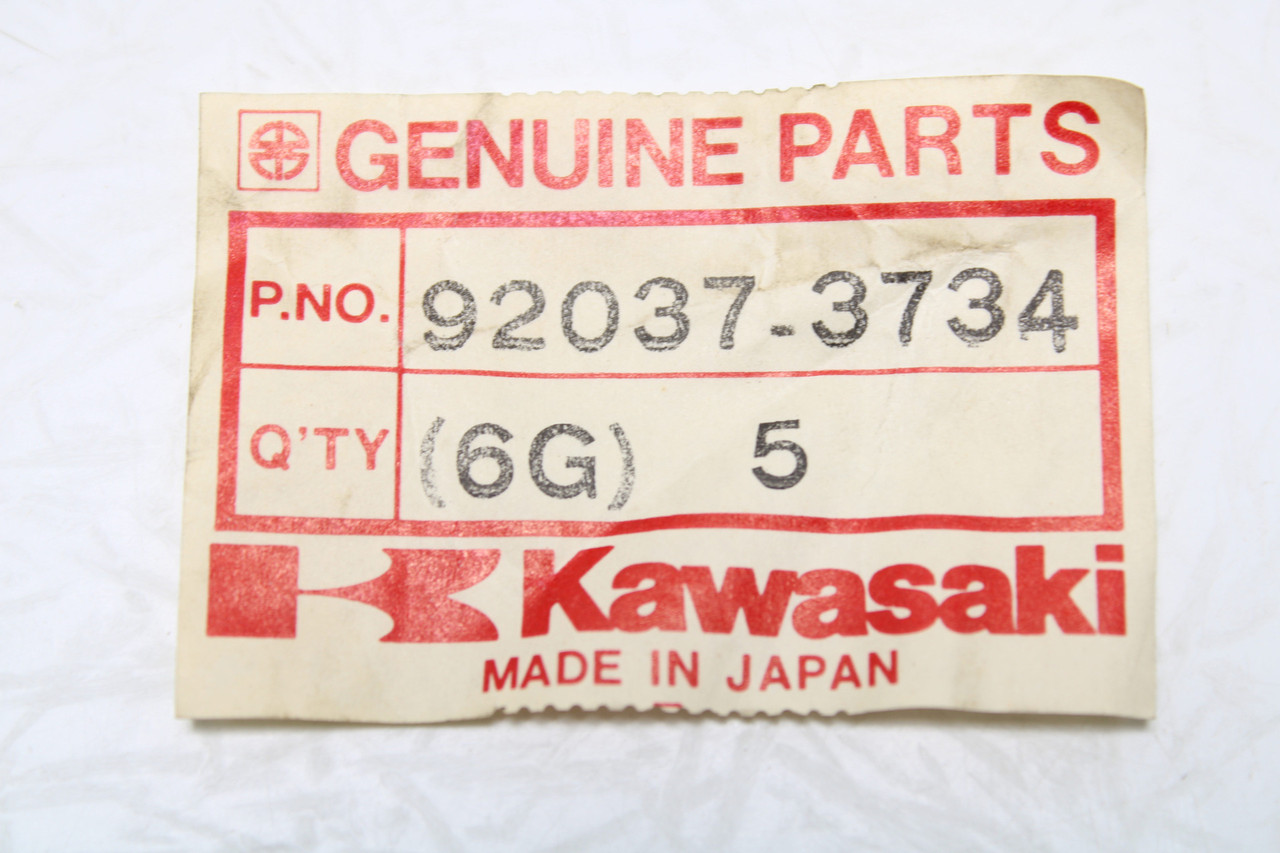 GENUINE PARTS
P.NO. 92037-3734
Q'TY (6G) 5
Kawasaki
MADE IN JAPAN